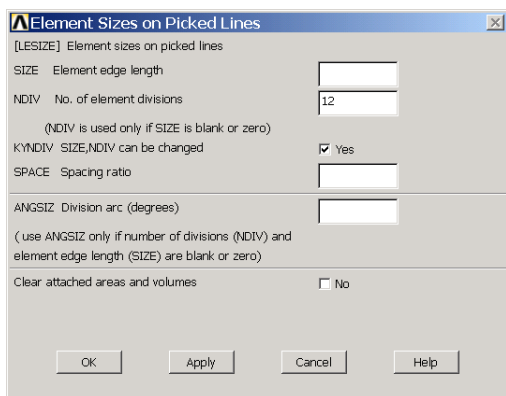 Element Sizes on Picked Lines
[LESIZE] Element sizes on picked lines
SIZE Element edge length
NDIV No. of element divisions 12
(NDIV is used only if SIZE is blank or zero)
KYNDIV SIZE,NDIV can be changed Yes
SPACE Spacing ratio
ANGSIZ Division arc (degrees)
( use ANGSIZ only if number of divisions (NDIV) and
element edge length (SIZE) are blank or zero)
Clear attached areas and volumes No
OK Apply Cancel Help